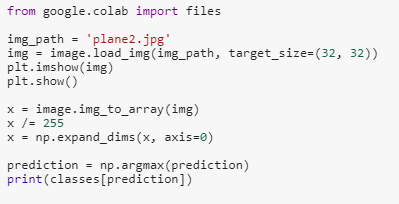 from google.colab import files
img_path = 'plane2.jpg'
img = image.load_img(img_path, target_size=(32, 32))
plt.imshow(img)
plt.show()
x = image.img_to_array(img)
x /= 255
x = np.expand_dims(x, axis=0)
prediction = np.argmax(prediction)
print(classes[prediction])